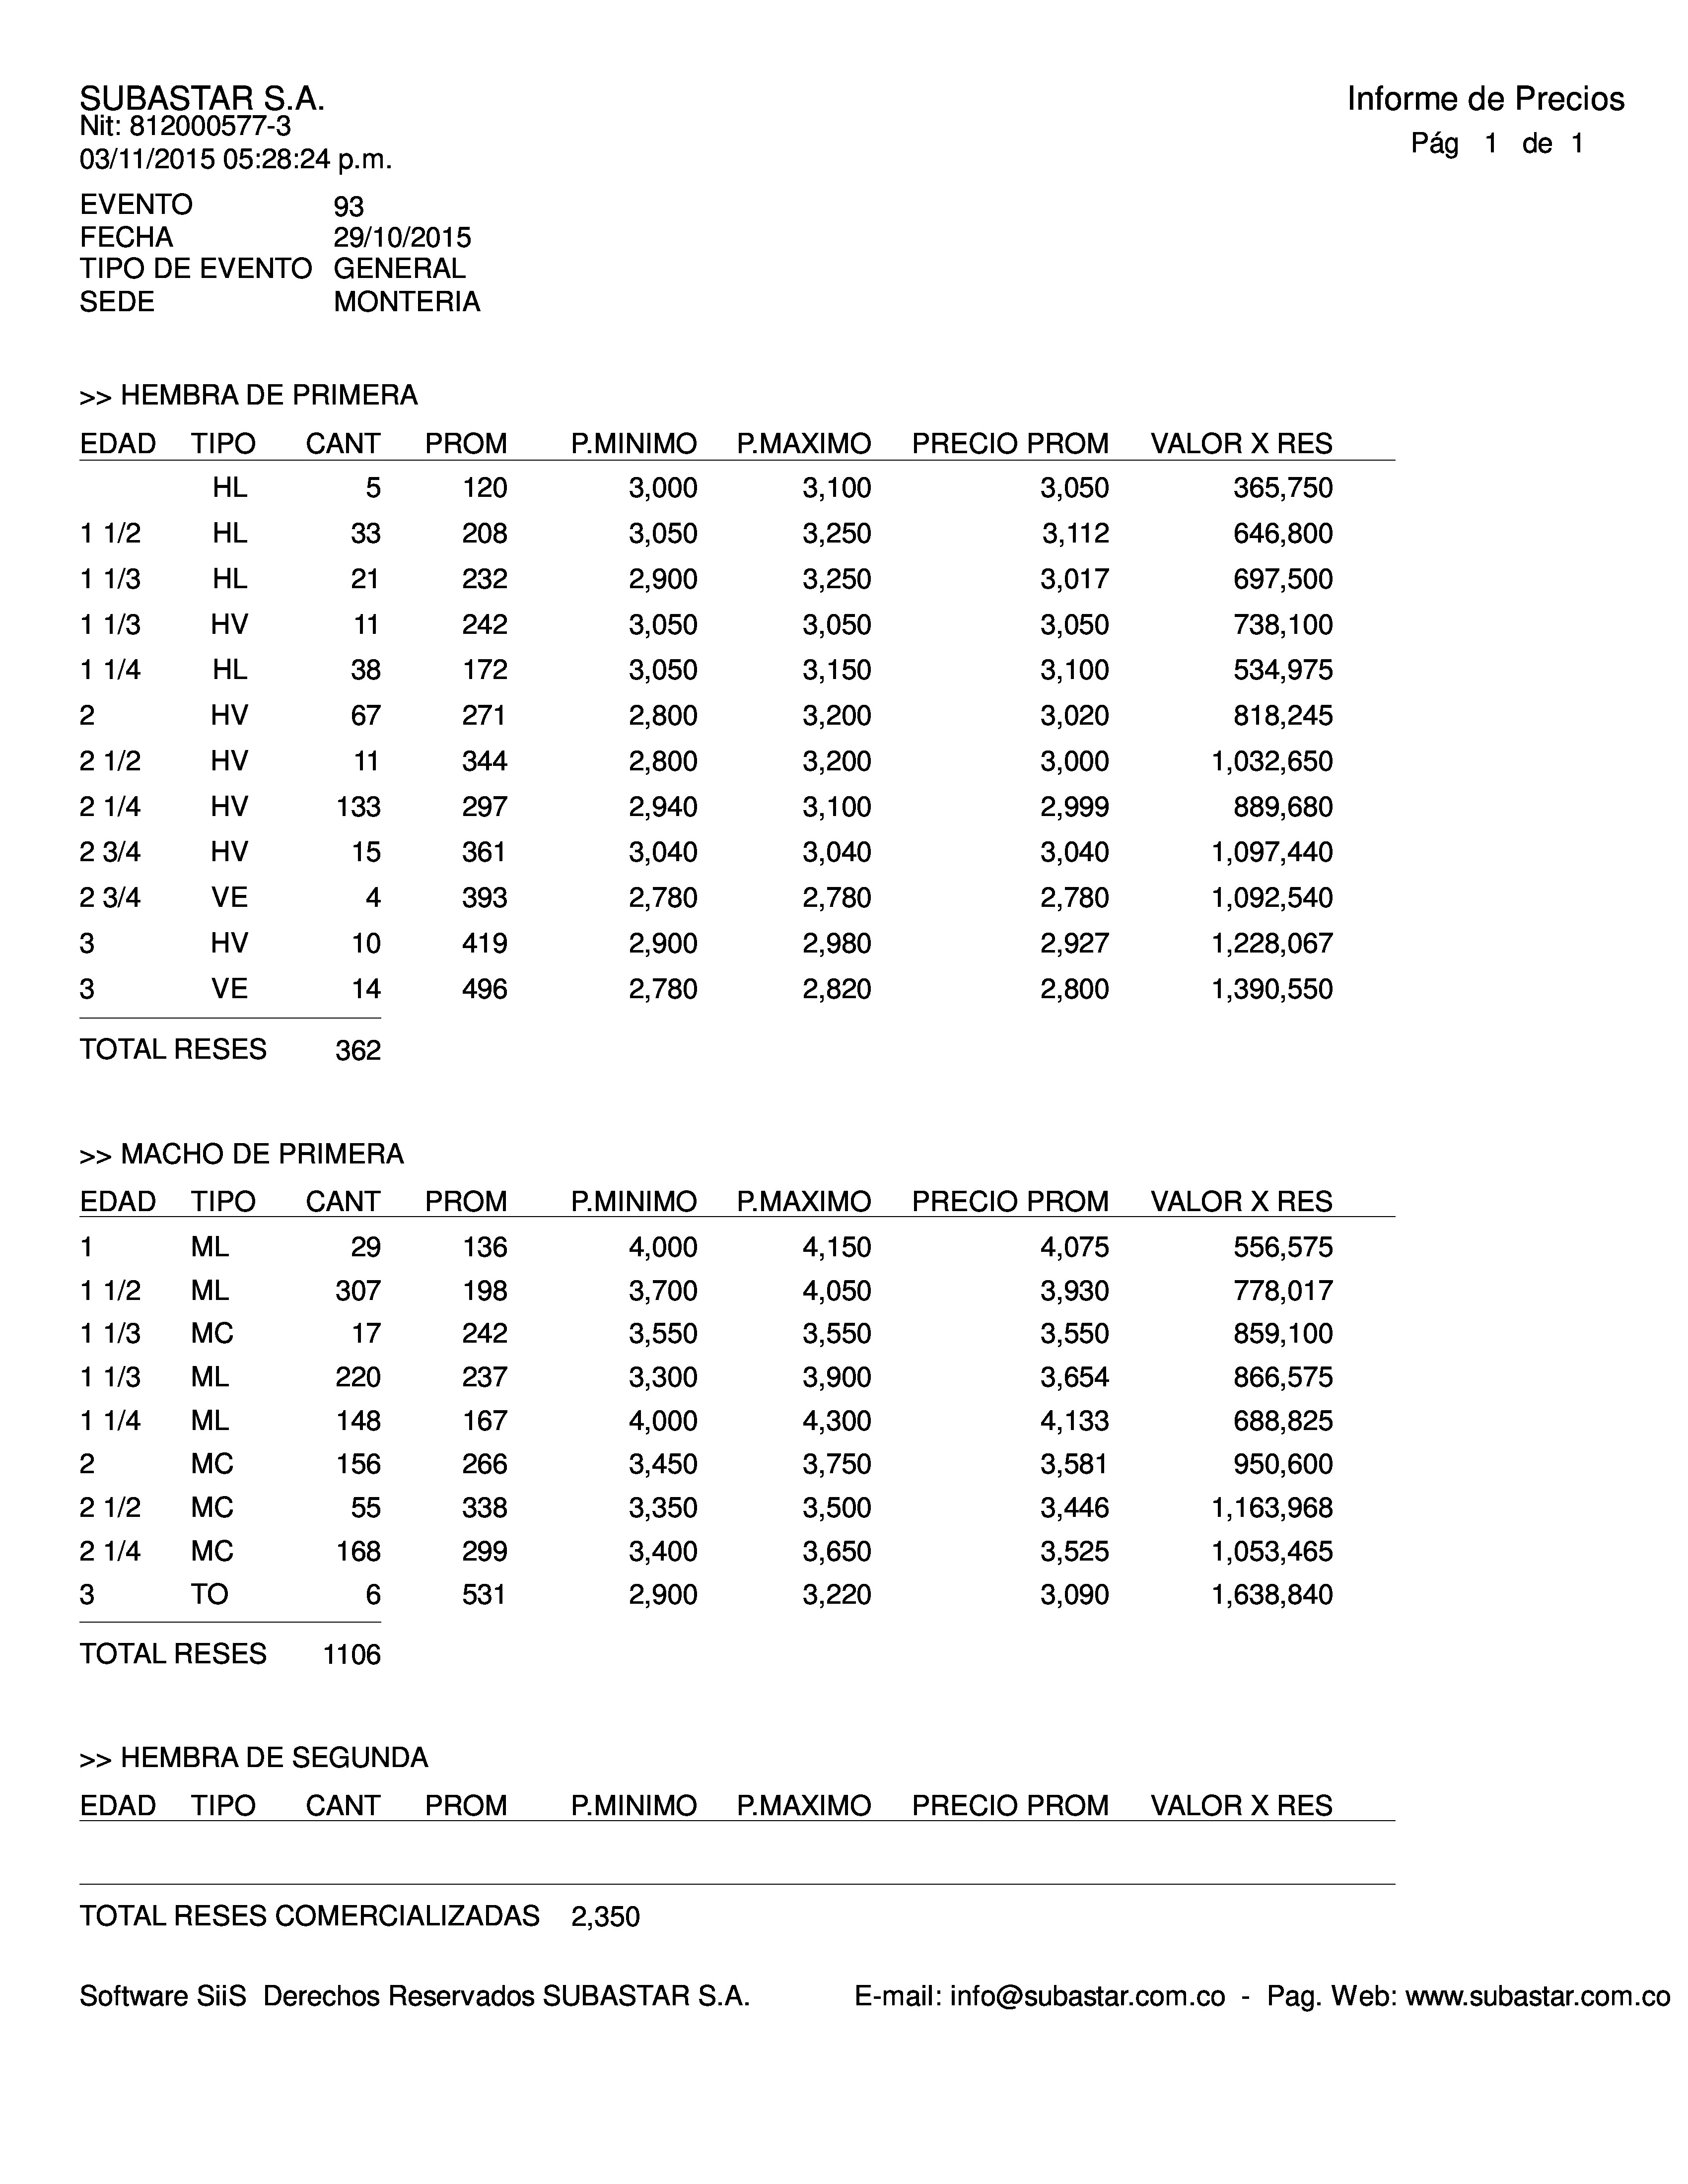 SUBASTAR S.A.
Informe de Precios
Nit: 812000577-3
Pág 1 de 1
03/11/2015 05:28:24 p.m.
EVENTO 93
FECHA 29/10/2015
TIPO DE EVENTO GENERAL
SEDE MONTERIA
>> HEMBRA DE PRIMERA
EDAD TIPO CANT PROM P.MINIMO P.MAXIMO PRECIO PROM VALOR X RES
HL 5 120 3,000 3,100 3,050 365,750
1 1/2 HL 33 208 3,050 3,250 3,112 646,800
1 1/3 HL 21 232 2,900 3,250 3,017 697,500
1 1/3 HV 11 242 3,050 3,050 3,050 738,100
1 1/4 HL 38 172 3,050 3,150 3,100 534,975
2 HV 67 271 2,800 3,200 3,020 818,245
2 1/2 HV 11 344 2,800 3,200 3,000 1,032,650
2 1/4 HV 133 297 2,940 3,100 2,999 889,680
2 3/4 HV 15 361 3,040 3,040 3,040 1,097,440
2 3/4 VE 4 393 2,780 2,780 2,780 1,092,540
3 HV 10 419 2,900 2,980 2,927 1,228,067
3 VE 14 496 2,780 2,820 2,800 1,390,550
TOTAL RESES 362
>> MACHO DE PRIMERA
EDAD TIPO CANT PROM P.MINIMO P.MAXIMO PRECIO PROM VALOR X RES
1 ML 29 136 4,000 4,150 4,075 556,575
1 1/2 ML 307 198 3,700 4,050 3,930 778,017
1 1/3 MC 17 242 3,550 3,550 3,550 859,100
1 1/3 ML 220 237 3,300 3,900 3,654 866,575
1 1/4 ML 148 167 4,000 4,300 4,133 688,825
2 MC 156 266 3,450 3,750 3,581 950,600
2 1/2 MC 55 338 3,350 3,500 3,446 1,163,968
2 1/4 MC 168 299 3,400 3,650 3,525 1,053,465
3 TO 6 531 2,900 3,220 3,090 1,638,840
TOTAL RESES 1106
>> HEMBRA DE SEGUNDA
EDAD TIPO CANT PROM P.MINIMO P.MAXIMO PRECIO PROM VALOR X RES
TOTAL RESES COMERCIALIZADAS 2,350
Software SiiS Derechos Reservados SUBASTAR S.A. E-mail: info@subastar.com.co - Pag. Web: www.subastar.com.co